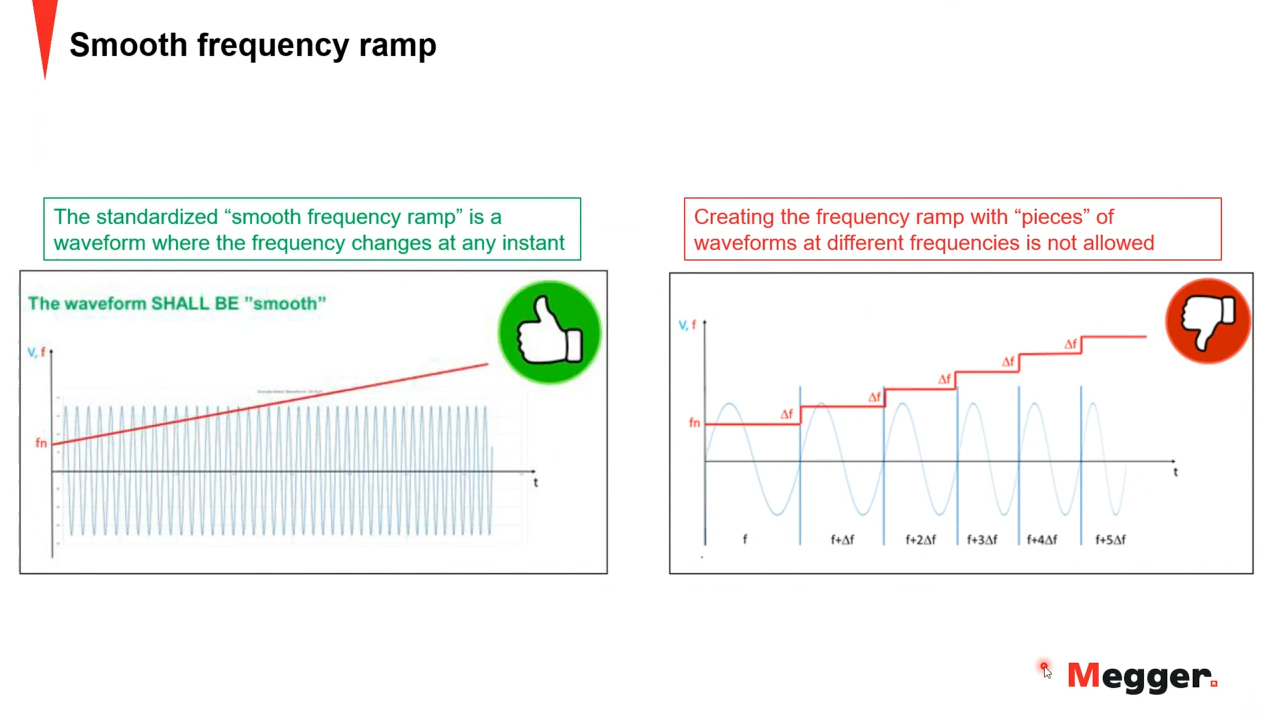 Smooth frequency ramp
The standardized “smooth frequency ramp” is a
waveform where the frequency changes at any instant
The waveform SHALL BE ”smooth”
V, f
fn
t
Creating the frequency ramp with “pieces” of
waveforms at different frequencies is not allowed
V, f
fn
Δf
Δf
Δf
Δf
Δf
t
f
f+Δf
f+2Δf
f+3Δf
f+4Δf
f+5Δf
Megger.